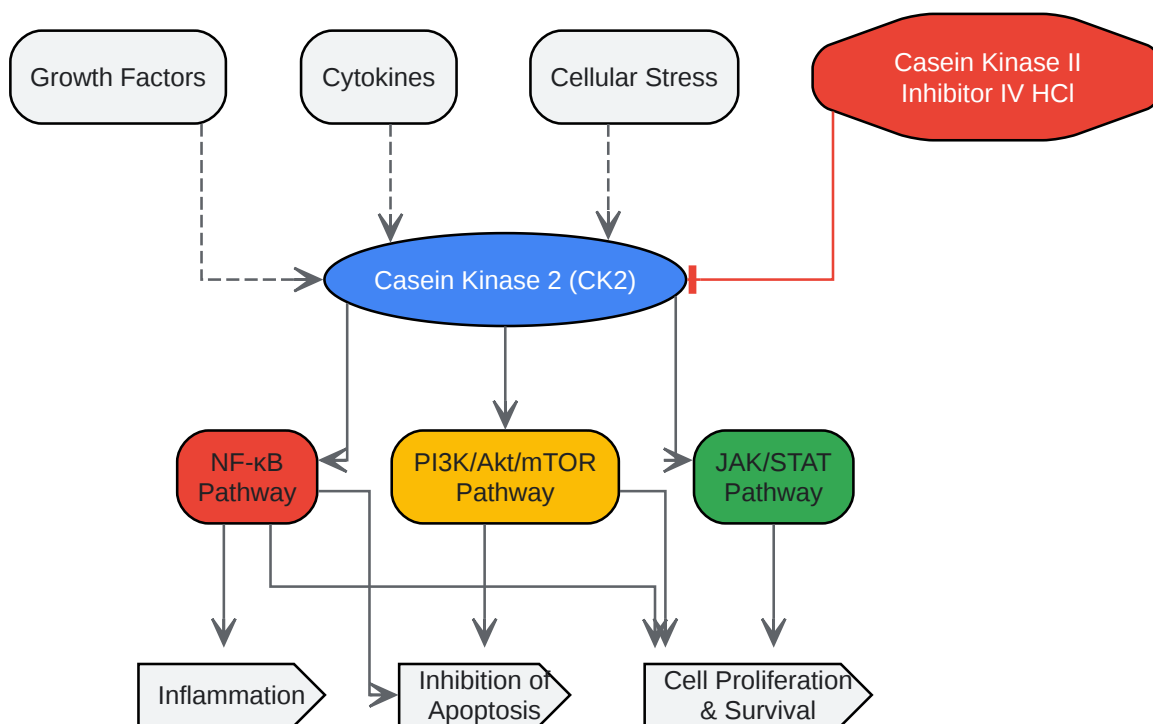 Growth Factors
Cytokines
Cellular Stress
Casein Kinase II
Inhibitor IV HCl
Casein Kinase 2 (CK2)
NF-κB
Pathway
PI3K/Akt/mTOR
Pathway
JAK/STAT
Pathway
Inflammation
Inhibition of
Apoptosis
Cell Proliferation
& Survival